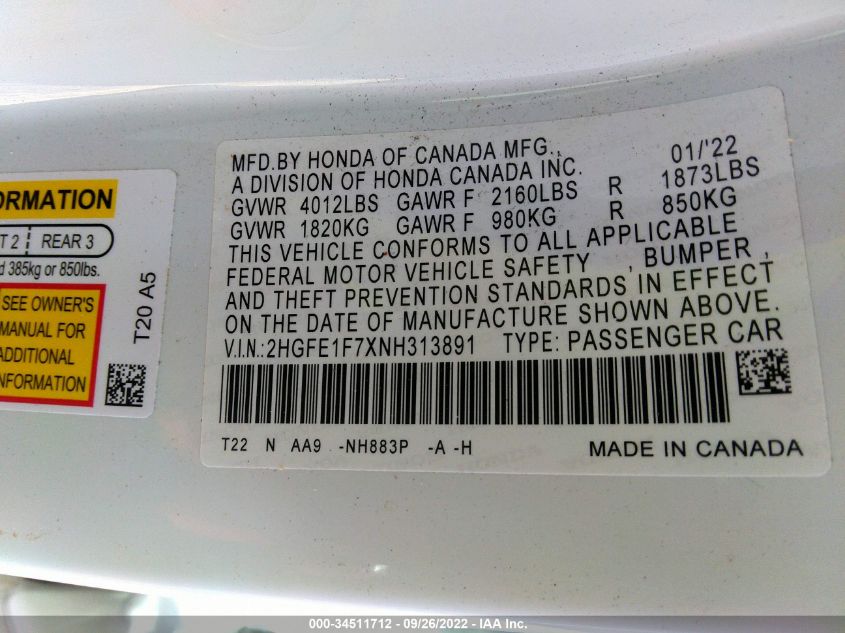 ORMATION
T 2 REAR 3
d 385kg or 850lbs.
SEE OWNER'S
MANUAL FOR
ADDITIONAL
NFORMATION
T20 A5
MFD.BY HONDA OF CANADA MFG., 01/'22
A DIVISION OF HONDA CANADA INC.
GVWR 4012LBS GAWR F 2160LBS R 1873LBS
GVWR 1820KG GAWR F 980KG R 850KG
THIS VEHICLE CONFORMS TO ALL APPLICABLE
FEDERAL MOTOR VEHICLE SAFETY , BUMPER ,
AND THEFT PREVENTION STANDARDS IN EFFECT
ON THE DATE OF MANUFACTURE SHOWN ABOVE.
V.I.N.:2HGFE1F7XNH313891 TYPE: PASSENGER CAR
T22 N AA9 -NH883P -A -H MADE IN CANADA
000-34511712 - 09/26/2022 - IAA Inc.